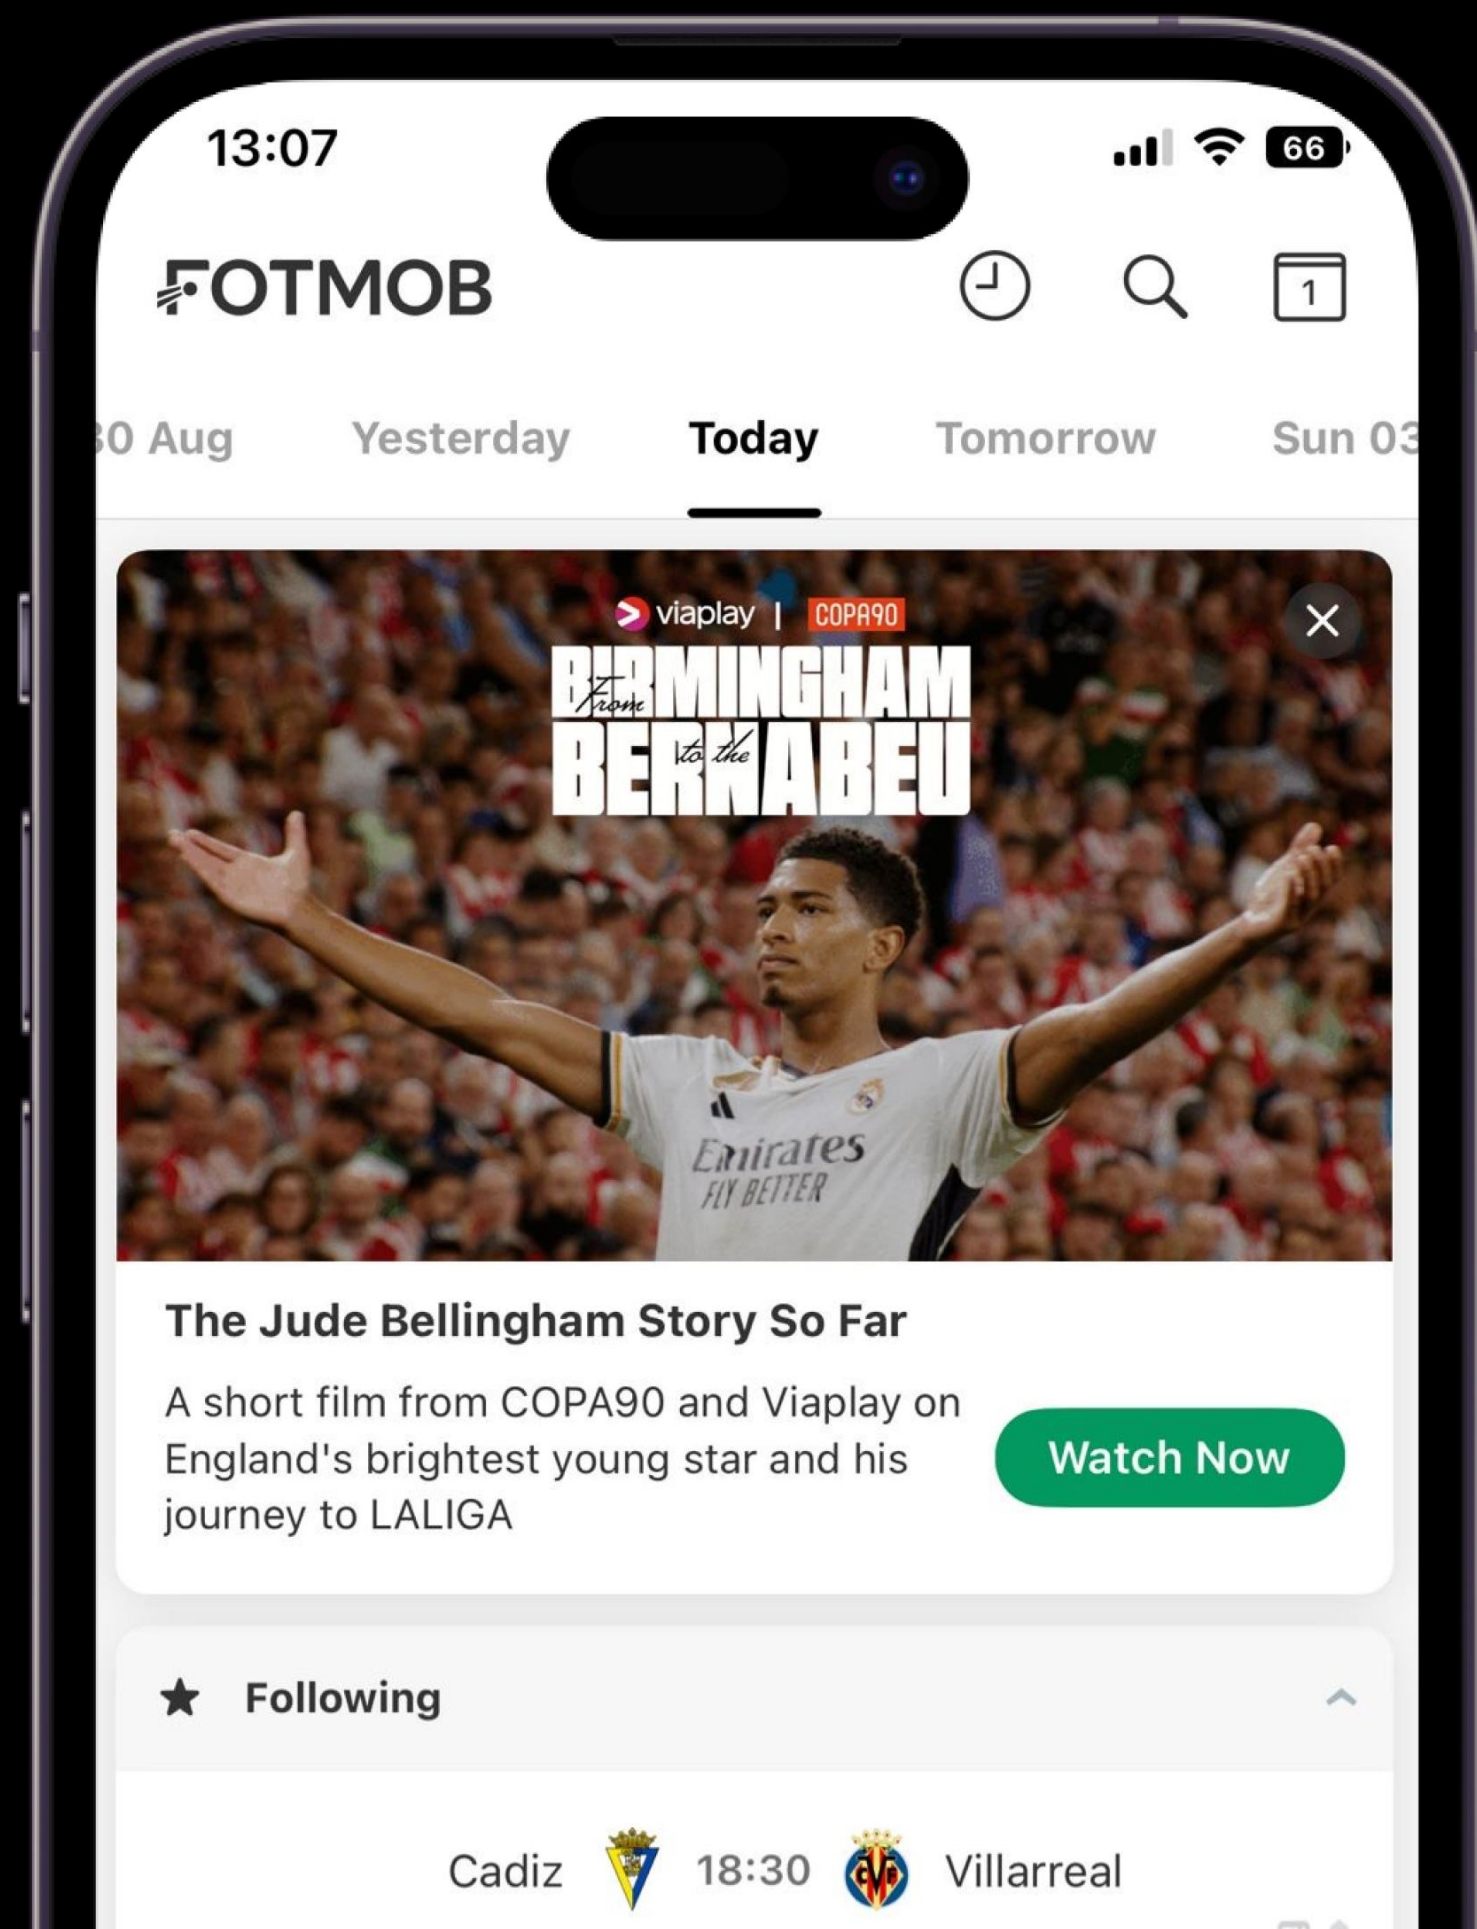 13:07
66
FOTMOB
1
30 Aug Yesterday Today Tomorrow Sun 03
viaplay | COPA90
From BIRMINGHAM
to the BERNABEU
Emirates
FLY BETTER
The Jude Bellingham Story So Far
A short film from COPA90 and Viaplay on
England's brightest young star and his
journey to LALIGA
Watch Now
Following
Cadiz 18:30 Villarreal